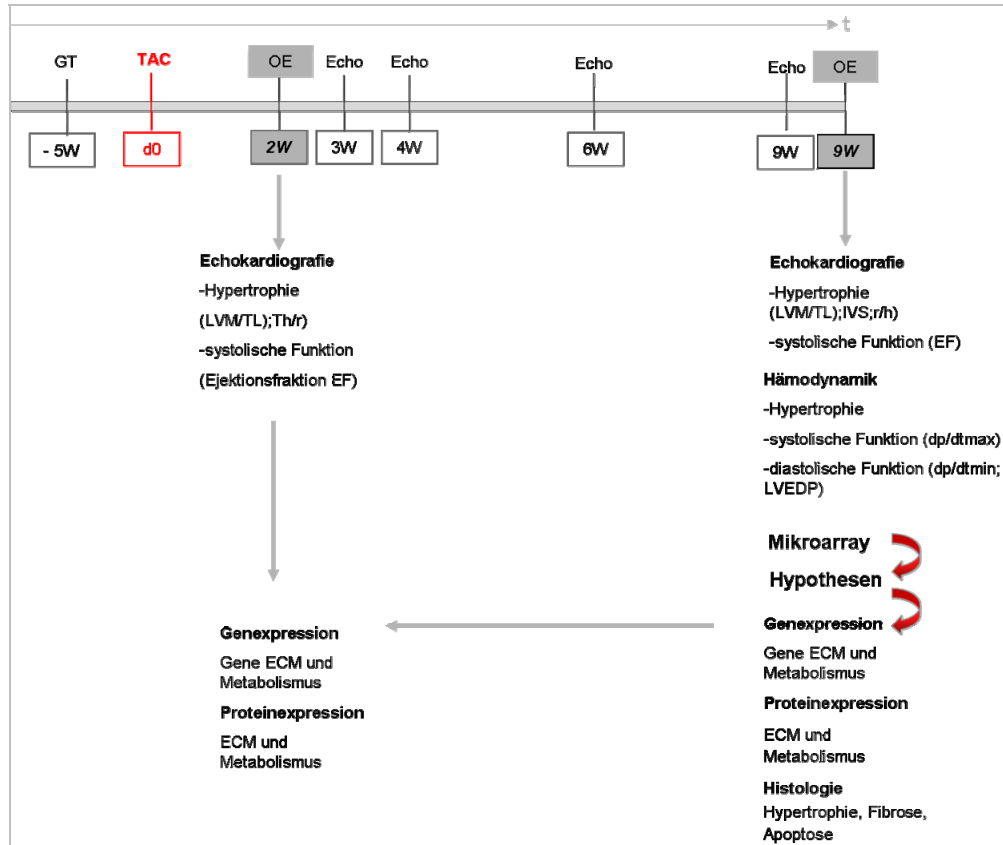 t
GT
TAC
OE
Echo
Echo
Echo
Echo
OE
- 5W
d0
2W
3W
4W
6W
9W
9W
Echokardiografie
-Hypertrophie
(LVM/TL);Th/r)
-systolische Funktion
(Ejektionsfraktion EF)
Genexpression
Gene ECM und
Metabolismus
Proteinexpression
ECM und
Metabolismus
Echokardiografie
-Hypertrophie
(LVM/TL);IVS;r/h)
-systolische Funktion (EF)
Hämodynamik
-Hypertrophie
-systolische Funktion (dp/dtmax)
-diastolische Funktion (dp/dtmin;
LVEDP)
Mikroarray
Hypothesen
Genexpression
Gene ECM und
Metabolismus
Proteinexpression
ECM und
Metabolismus
Histologie
Hypertrophie, Fibrose,
Apoptose